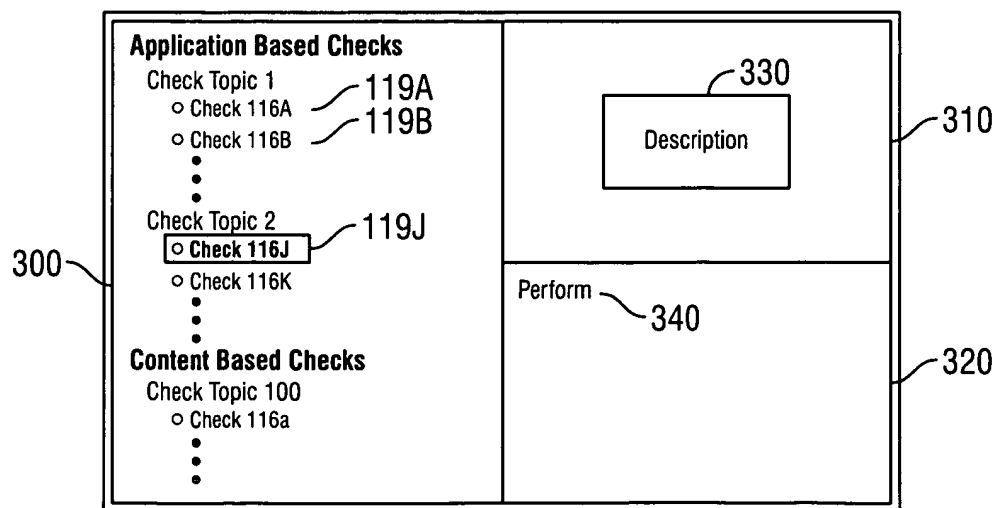 Application Based Checks
Check Topic 1
Check 116A 119A
Check 116B 119B
Check Topic 2
Check 116J 119J
Check 116K
Content Based Checks
Check Topic 100
Check 116a
300
330
Description
310
Perform 340
320